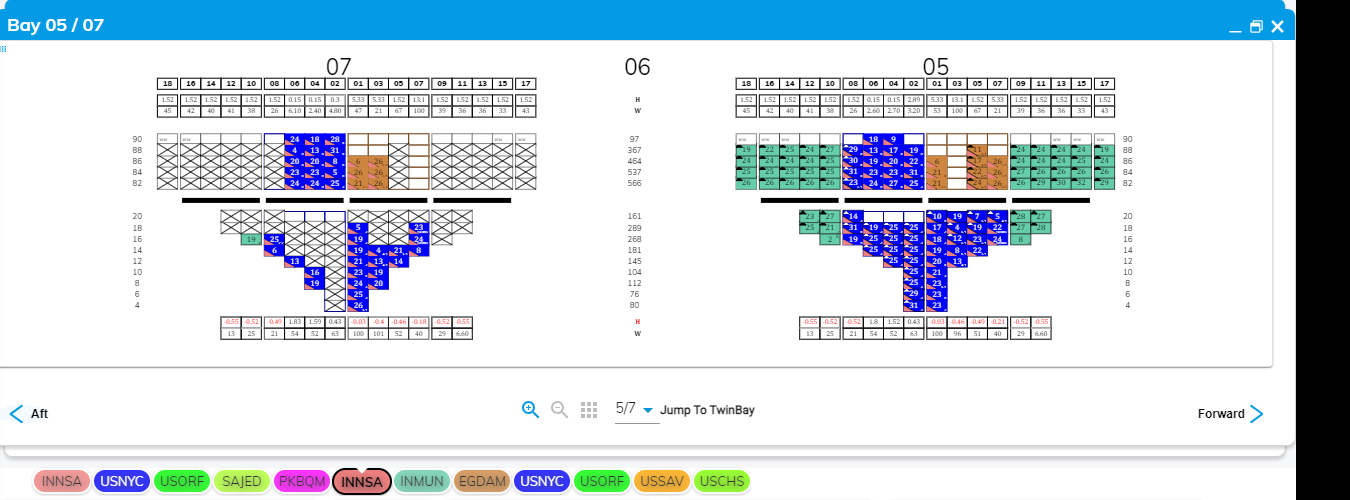 Bay 05 / 07
07 06 05
18 16 14 12 10 08 06 04 02 01 03 05 07 09 11 13 15 17 18 16 14 12 10 08 06 04 02 01 03 05 07 09 11 13 15 17
1.52 1.52 1.52 1.52 1.52 1.52 0.15 0.15 0.3 5.33 5.33 1.52 13.1 1.52 1.52 1.52 1.52 1.52 H 1.52 1.52 1.52 1.52 1.52 1.52 0.15 0.15 2.89 5.33 13.1 1.52 0.15 1.52 1.52 1.52 1.52 1.52
45 42 40 41 38 26 6.10 2.40 4.80 47 21 67 100 39 36 36 33 43 W 45 42 40 41 38 26 2.60 2.70 3.20 53 100 67 21 39 36 36 33 43
90 ww ww 24 18 28 ww 97 ww ww 18 9 ww ww 90
88 4 13 31 367 19 22 25 24 27 29 13 17 19 11 24 24 24 24 19 88
86 20 20 8 6 26 464 24 24 24 25 25 30 19 20 22 6 17 26 24 24 24 25 24 86
84 23 23 5 26 26 537 25 25 26 26 26 31 23 27 25 21 22 26 26 26 26 26 26 84
82 24 24 25 21 26 566 26 26 26 26 26 23 24 27 31 21 24 26 26 29 30 32 29 82
20 161 23 27 14 10 19 7 5 28 27 20
18 5 23 289 25 21 31 19 25 25 17 4 19 22 27 28 18
16 19 25 19 24 268 2 19 25 25 25 18 12 23 24 8 16
14 6 19 4 21 8 181 25 25 25 19 8 22 14
12 13 21 13 14 145 25 25 20 13 12
10 16 23 19 104 25 21 10
8 19 24 20 112 25 23 8
6 25 76 29 23 6
4 26 80 31 23 4
-0.55 -0.52 -0.49 1.83 1.59 0.43 -0.03 -0.4 -0.46 -0.18 -0.52 -0.55 H -0.55 -0.52 -0.52 1.8 1.52 0.43 -0.03 -0.46 -0.49 -0.21 -0.52 -0.55
13 25 21 54 52 63 100 101 52 40 29 6.60 W 13 25 21 54 52 63 100 96 51 40 29 6.60
Aft 5/7 Jump To TwinBay Forward
INNSA USNYC USORF SAJED PKBQM INNSA INMUN EGDAM USNYC USORF USSAV USCHS